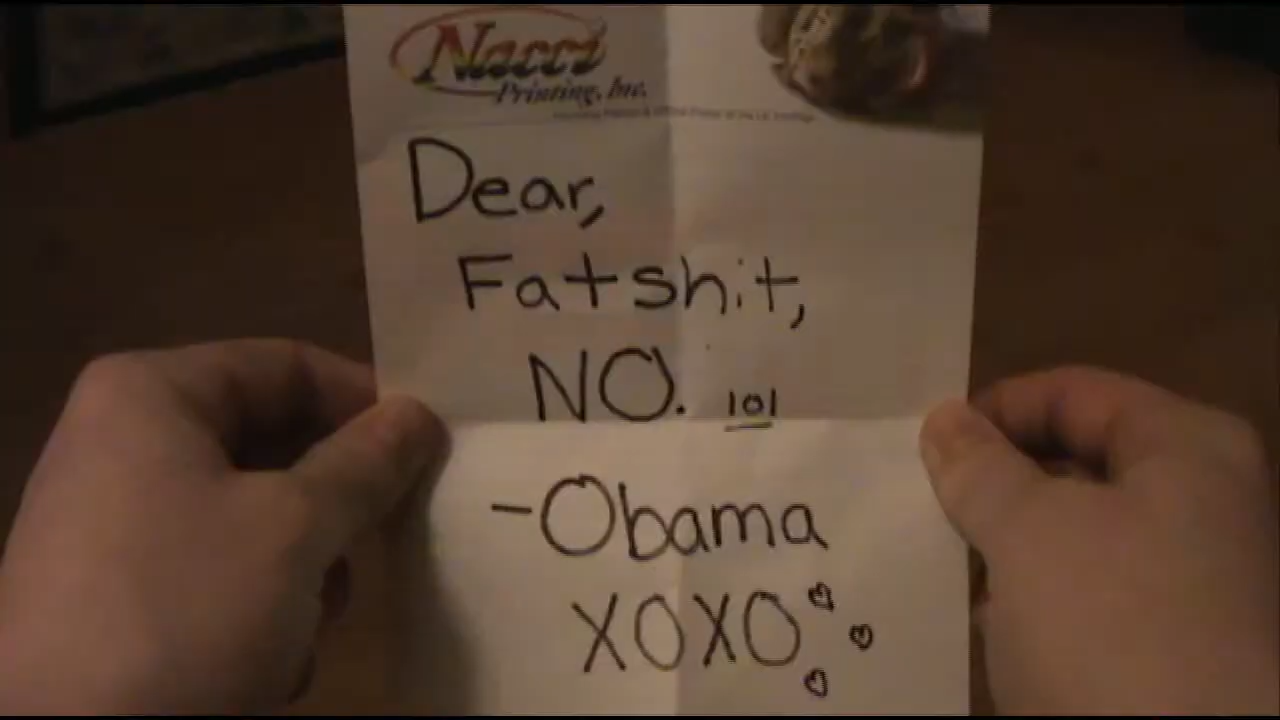 Nacci
Printing, Inc.
Dear,
Fatshit,
NO. lol
-Obama
XOXO